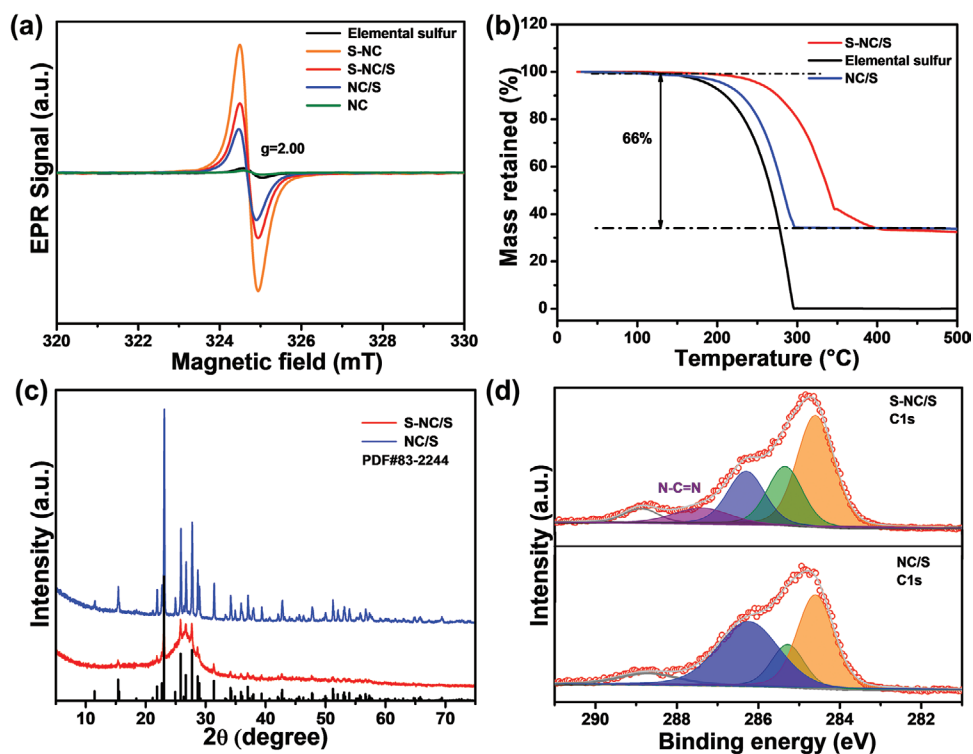 (a)
Elemental sulfur
S-NC
S-NC/S
NC/S
NC
g=2.00
EPR Signal (a.u.)
320 322 324 326 328 330
Magnetic field (mT)
(b)
S-NC/S
Elemental sulfur
NC/S
66%
Mass retained (%)
120
100
80
60
40
20
0
0 100 200 300 400 500
Temperature (°C)
(c)
S-NC/S
NC/S
PDF#83-2244
Intensity (a.u.)
10 20 30 40 50 60 70
2θ (degree)
(d)
S-NC/S
C1s
N-C=N
NC/S
C1s
Intensity (a.u.)
290 288 286 284 282
Binding energy (eV)